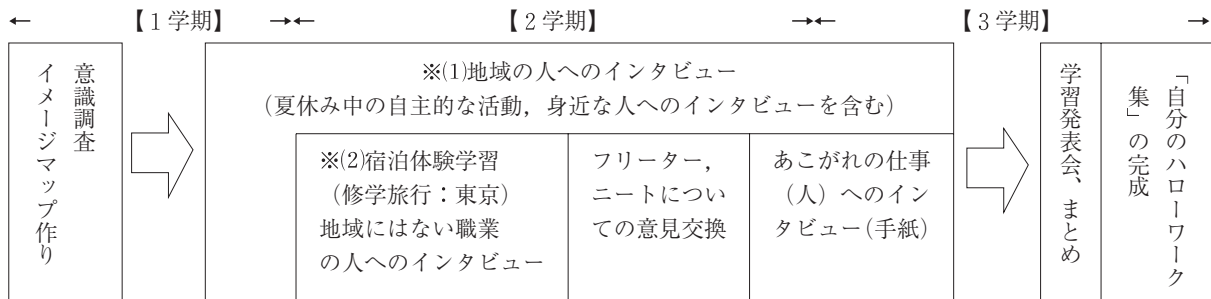 ← 【1学期】 →← 【2学期】 →← 【3学期】 →
意識調査
イメージマップ作り
※⑴地域の人へのインタビュー
（夏休み中の自主的な活動，身近な人へのインタビューを含む）
※⑵宿泊体験学習
（修学旅行：東京）
地域にはない職業
の人へのインタビュー
フリーター，
ニートについ
ての意見交換
あこがれの仕事
（人）へのイン
タビュー(手紙)
学習発表会、まとめ
「自分のハローワーク
集」の完成